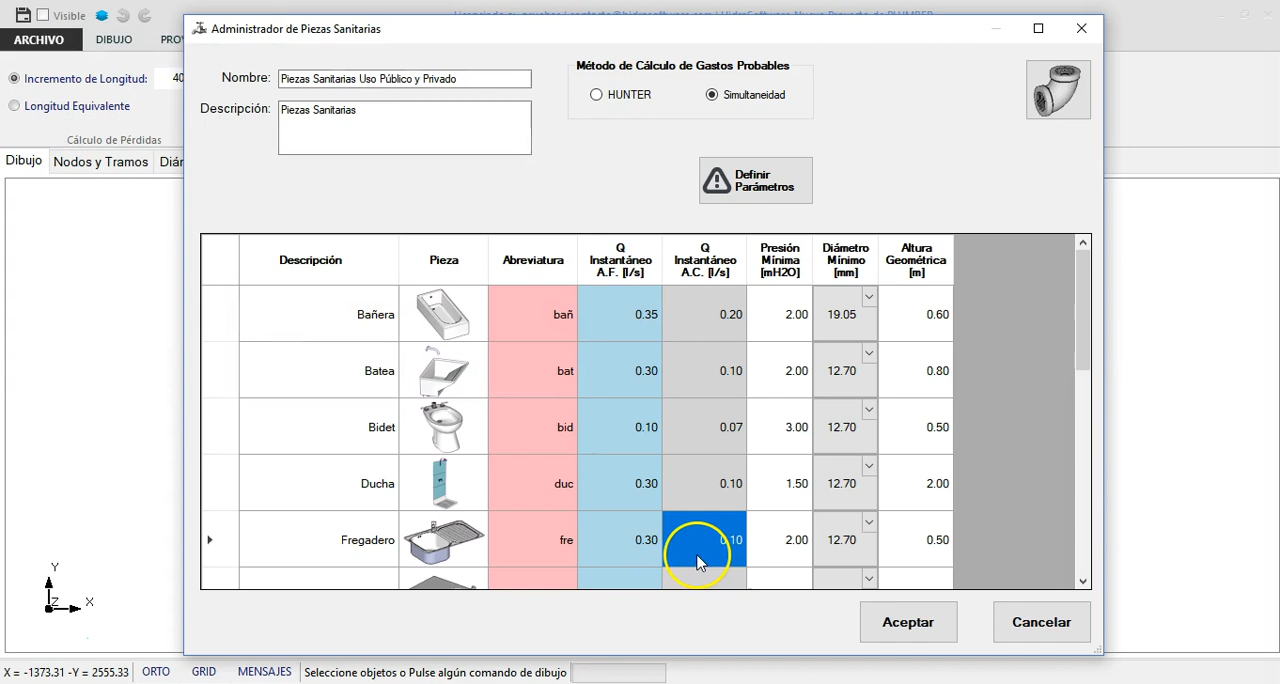 Visible
ARCHIVO
DIBUJO
Incremento de Longitud:
Longitud Equivalente
Cálculo de Pérdidas
Dibujo
Nodos y Tramos
Administrador de Piezas Sanitarias
Nombre:
Piezas Sanitarias Uso Público y Privado
Descripción:
Piezas Sanitarias
Método de Cálculo de Gastos Probables
HUNTER
Simultaneidad
Definir
Parámetros
Descripción
Pieza
Abreviatura
Q
Instantáneo
A.F. [l/s]
Q
Instantáneo
A.C. [l/s]
Presión
Mínima
[mH2O]
Diámetro
Mínimo
[mm]
Altura
Geométrica
[m]
Bañera bañ 0.35 0.20 2.00 19.05 0.60
Batea bat 0.30 0.10 2.00 12.70 0.80
Bidet bid 0.10 0.07 3.00 12.70 0.50
Ducha duc 0.30 0.10 1.50 12.70 2.00
Fregadero fre 0.30 0.10 2.00 12.70 0.50
Aceptar
Cancelar
Y
Z
X
X = -1373.31 -Y = 2555.33
ORTO
GRID
MENSAJES
Seleccione objetos o Pulse algún comando de dibujo